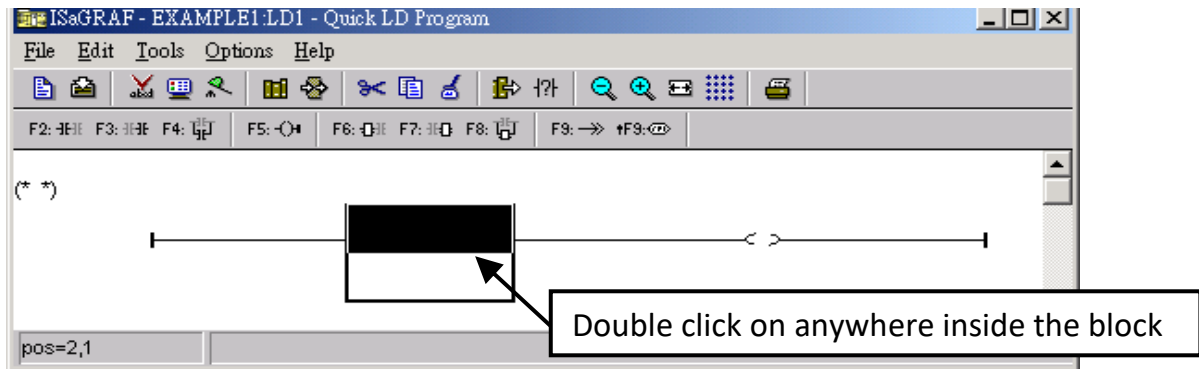 ISaGRAF - EXAMPLE1:LD1 - Quick LD Program
File Edit Tools Options Help
F2: F3: F4: F5: F6: F7: F8: F9: F9:
(* *)
Double click on anywhere inside the block
pos=2,1